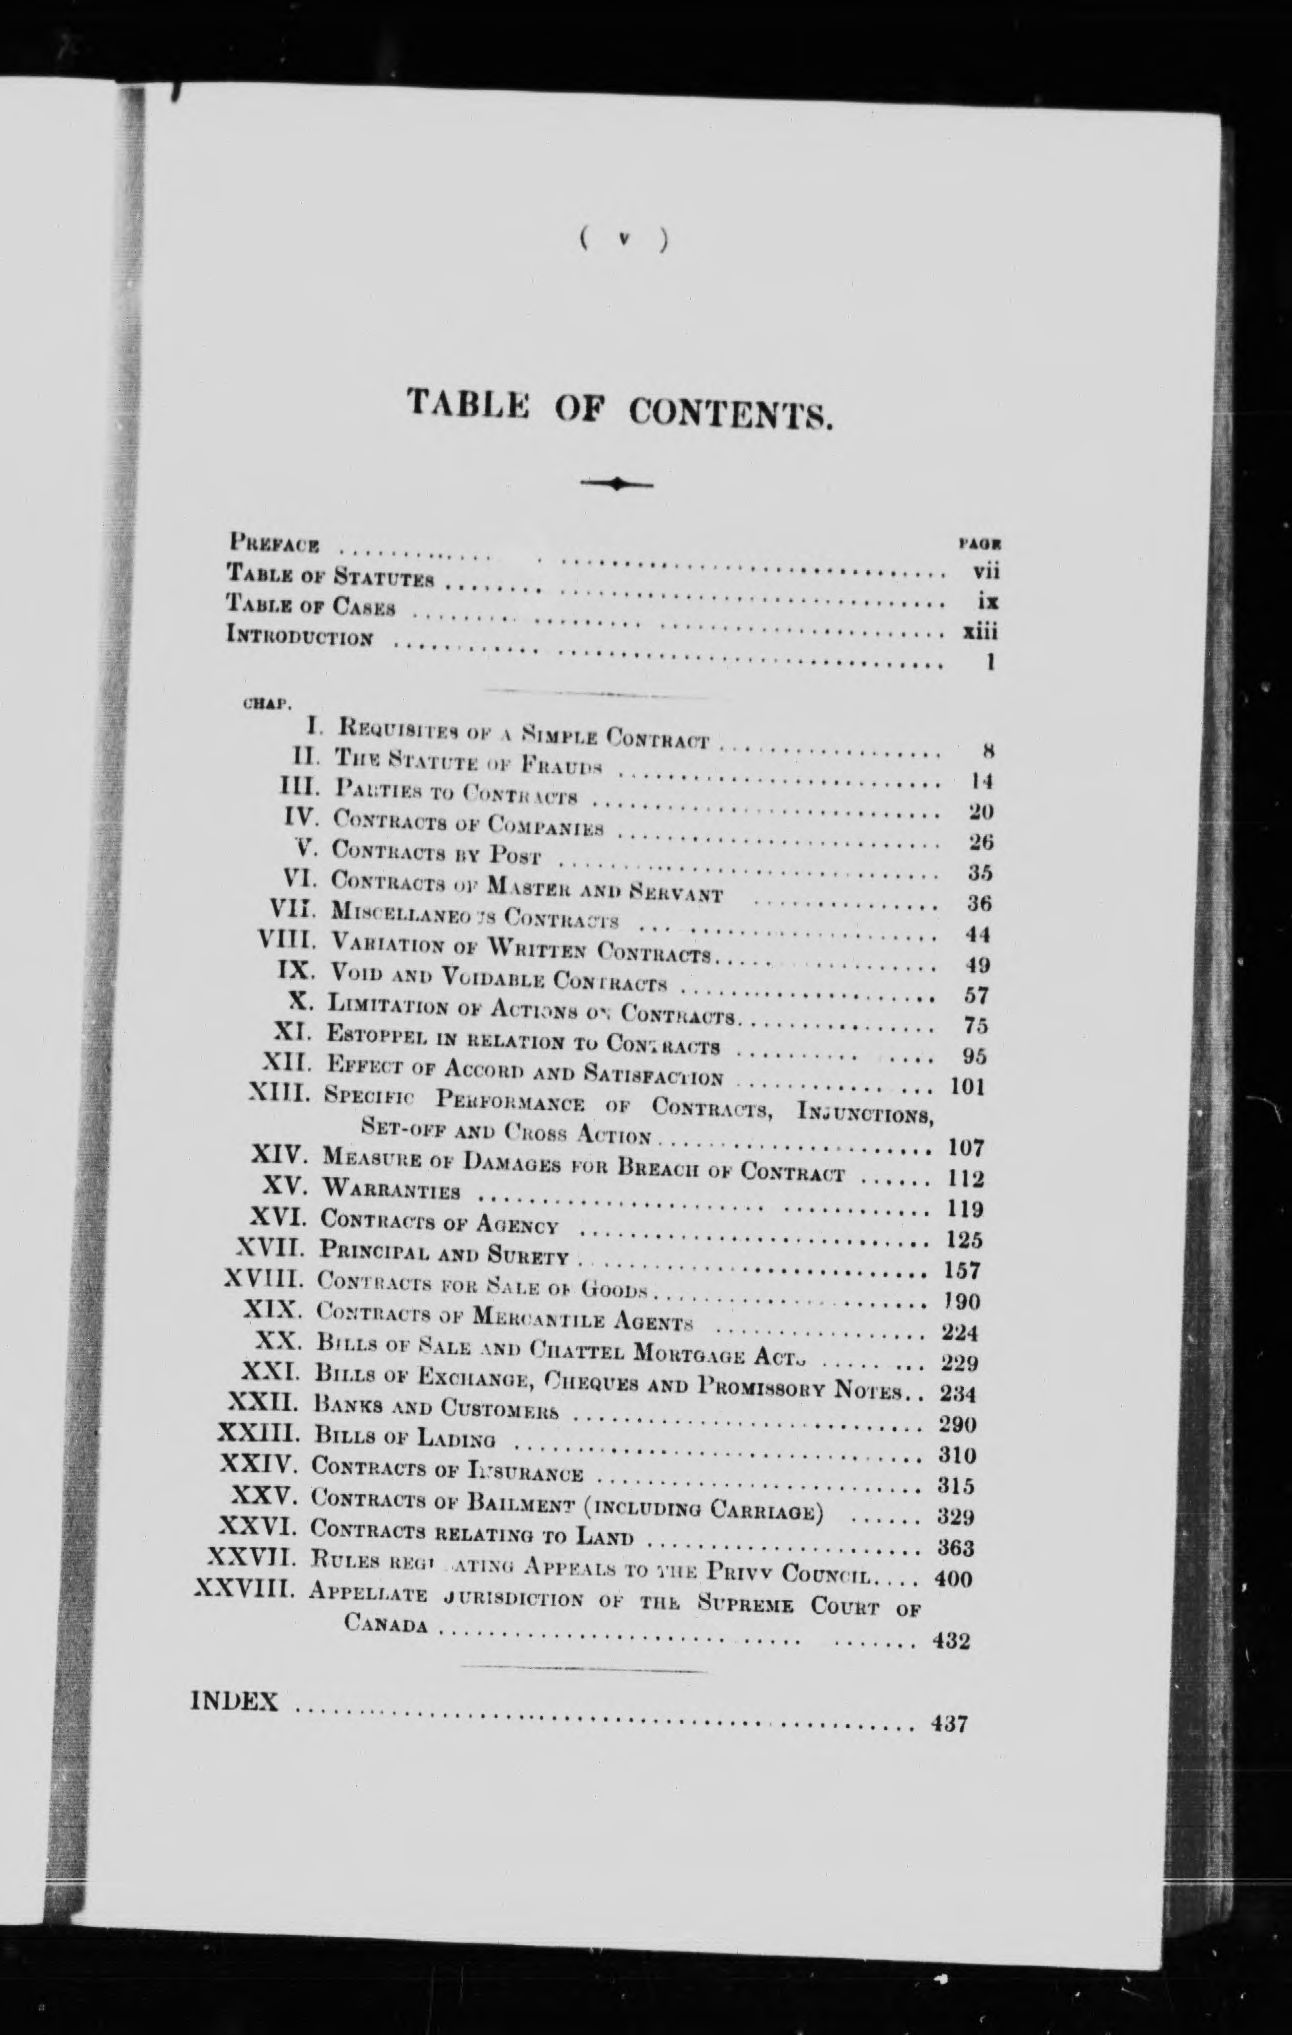 ( v )
TABLE OF CONTENTS.
PAGE
PREFACE .......... vii
TABLE OF STATUTES .......... ix
TABLE OF CASES .......... xiii
INTRODUCTION .......... 1
CHAP.
I. REQUISITES OF A SIMPLE CONTRACT .......... 8
II. THE STATUTE OF FRAUDS .......... 14
III. PARTIES TO CONTRACTS .......... 20
IV. CONTRACTS OF COMPANIES .......... 26
V. CONTRACTS BY POST .......... 35
VI. CONTRACTS OF MASTER AND SERVANT .......... 36
VII. MISCELLANEOUS CONTRACTS .......... 44
VIII. VARIATION OF WRITTEN CONTRACTS .......... 49
IX. VOID AND VOIDABLE CONTRACTS .......... 57
X. LIMITATION OF ACTIONS ON CONTRACTS .......... 75
XI. ESTOPPEL IN RELATION TO CONTRACTS .......... 95
XII. EFFECT OF ACCORD AND SATISFACTION .......... 101
XIII. SPECIFIC PERFORMANCE OF CONTRACTS, INJUNCTIONS,
SET-OFF AND CROSS ACTION .......... 107
XIV. MEASURE OF DAMAGES FOR BREACH OF CONTRACT ...... 112
XV. WARRANTIES .......... 119
XVI. CONTRACTS OF AGENCY .......... 125
XVII. PRINCIPAL AND SURETY .......... 157
XVIII. CONTRACTS FOR SALE OF GOODS .......... 190
XIX. CONTRACTS OF MERCANTILE AGENTS .......... 224
XX. BILLS OF SALE AND CHATTEL MORTGAGE ACTS ........ 229
XXI. BILLS OF EXCHANGE, CHEQUES AND PROMISSORY NOTES.. 234
XXII. BANKS AND CUSTOMERS .......... 290
XXIII. BILLS OF LADING .......... 310
XXIV. CONTRACTS OF INSURANCE .......... 315
XXV. CONTRACTS OF BAILMENT (INCLUDING CARRIAGE) ...... 329
XXVI. CONTRACTS RELATING TO LAND .......... 363
XXVII. RULES REGULATING APPEALS TO THE PRIVY COUNCIL.... 400
XXVIII. APPELLATE JURISDICTION OF THE SUPREME COURT OF
CANADA .......... 432
INDEX .......... 437